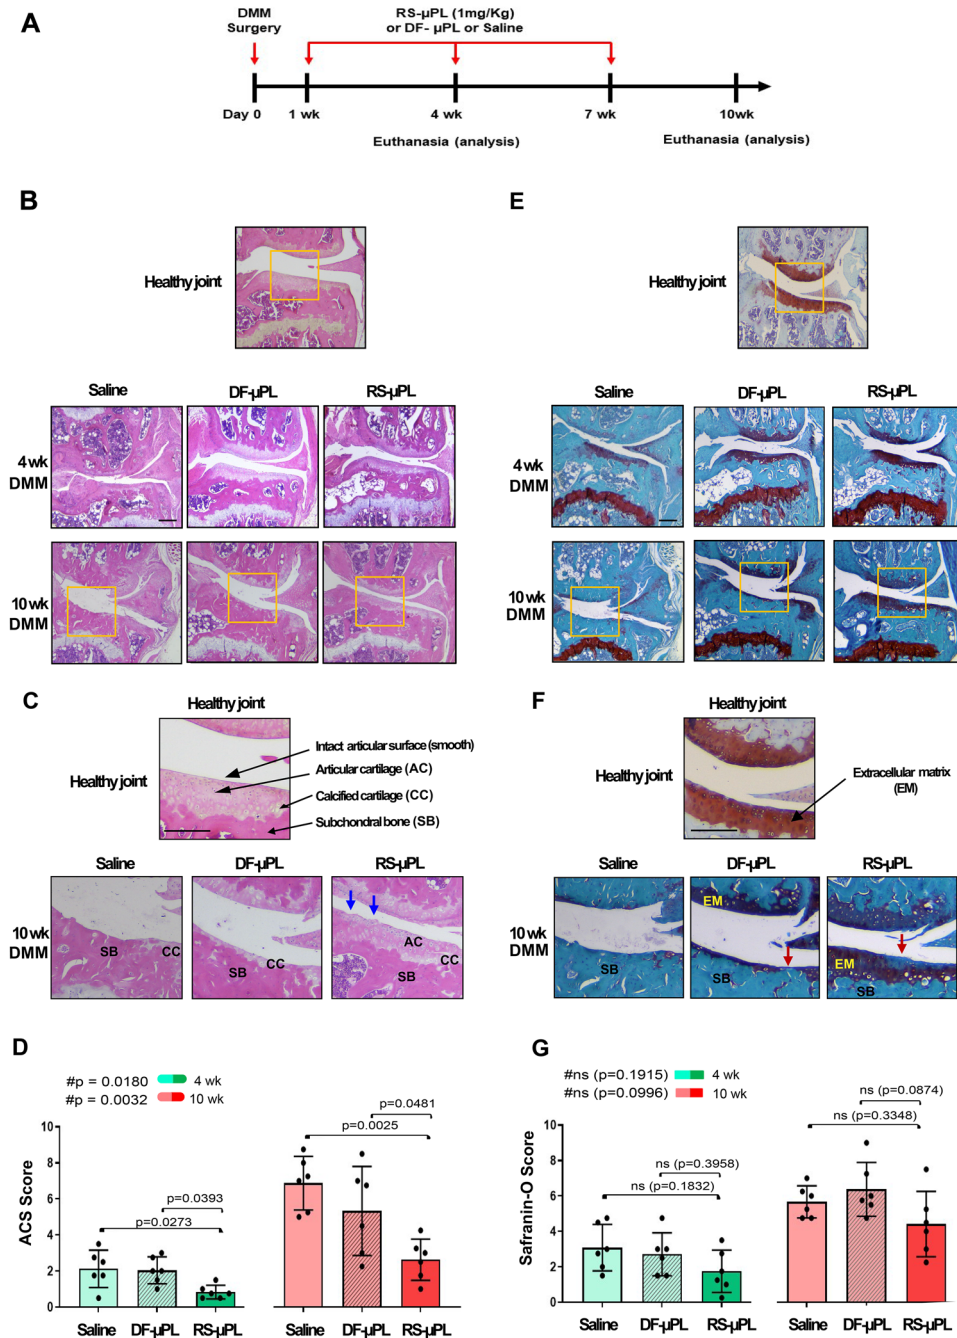 A
DMM
Surgery
RS-µPL (1mg/Kg)
or DF- µPL or Saline
Day 0
1 wk
4 wk
7 wk
10wk
Euthanasia (analysis)
Euthanasia (analysis)
B
Healthy joint
Saline
DF-µPL
RS-µPL
4 wk
DMM
10 wk
DMM
E
Healthy joint
Saline
DF-µPL
RS-µPL
4 wk
DMM
10 wk
DMM
C
Healthy joint
Healthy joint
Intact articular surface (smooth)
Articular cartilage (AC)
Calcified cartilage (CC)
Subchondral bone (SB)
Saline
DF-µPL
RS-µPL
10 wk
DMM
SB
CC
SB
CC
AC
CC
SB
F
Healthy joint
Extracellular matrix
(EM)
Saline
DF-µPL
RS-µPL
10 wk
DMM
SB
EM
SB
EM
SB
D
#p = 0.0180
4 wk
#p = 0.0032
10 wk
p=0.0481
p=0.0025
p=0.0393
p=0.0273
ACS Score
10
8
6
4
2
0
Saline
DF-µPL
RS-µPL
Saline
DF-µPL
RS-µPL
G
#ns (p=0.1915)
4 wk
#ns (p=0.0996)
10 wk
ns (p=0.0874)
ns (p=0.3348)
ns (p=0.3958)
ns (p=0.1832)
Safranin-O Score
10
8
6
4
2
0
Saline
DF-µPL
RS-µPL
Saline
DF-µPL
RS-µPL